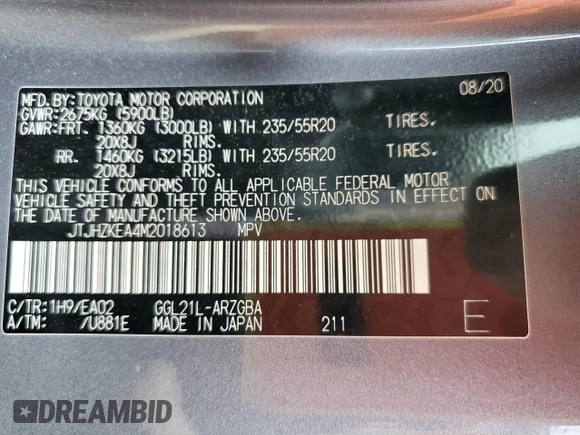 MFD.BY:TOYOTA MOTOR CORPORATION 08/20
GVWR:2675KG (5900LB)
GAWR:FRT. 1360KG (3000LB) WITH 235/55R20 TIRES.
20X8J RIMS.
RR. 1460KG (3215LB) WITH 235/55R20 TIRES.
20X8J RIMS.
THIS VEHICLE CONFORMS TO ALL APPLICABLE FEDERAL MOTOR
VEHICLE SAFETY AND THEFT PREVENTION STANDARDS IN EFFECT ON
THE DATE OF MANUFACTURE SHOWN ABOVE.
JTJHZKEA4M2018613 MPV
C/TR:1H9/EA02 GGL21L-ARZGBA
A/TM: /U881E MADE IN JAPAN 211 E
DREAMBID